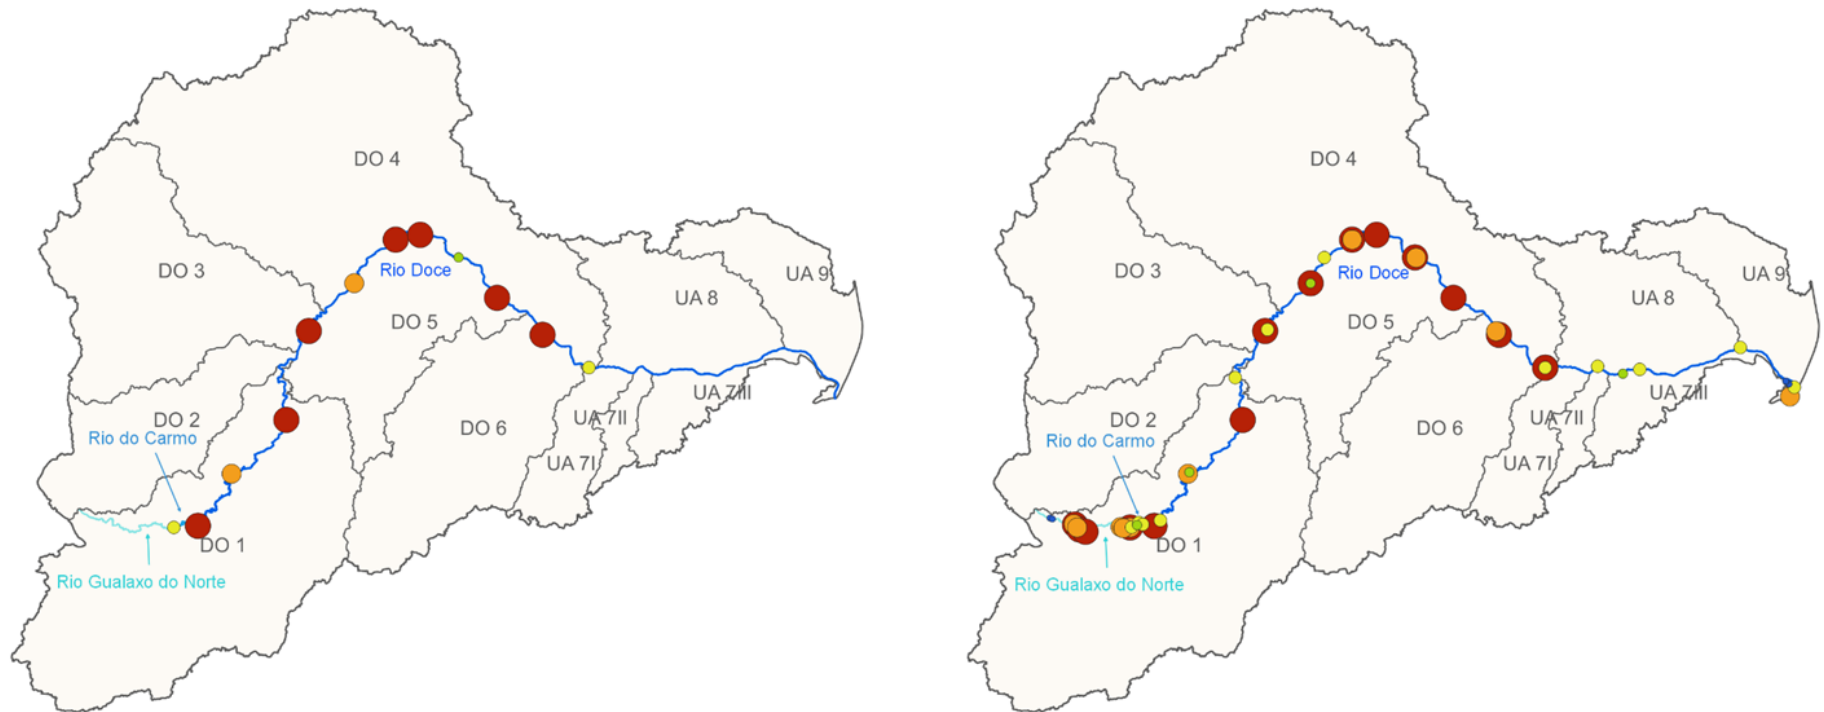 DO 4
DO 3
Rio Doce
UA 9
UA 8
DO 5
UA 7III
DO 2
UA 7II
Rio do Carmo
DO 6
UA 7I
DO 1
Rio Gualaxo do Norte
DO 4
DO 3
Rio Doce
UA 9
UA 8
DO 5
UA 7III
DO 2
UA 7II
Rio do Carmo
DO 6
UA 7I
DO 1
Rio Gualaxo do Norte